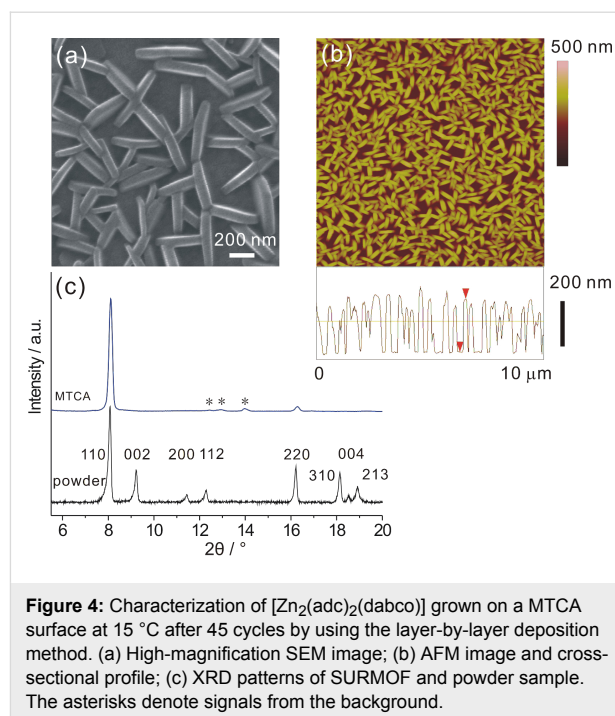 (a)
200 nm
(b)
500 nm
200 nm
0 10 μm
(c)
Intensity / a.u.
MTCA
* * *
110 002 200 112 220 310 004 213
powder
6 8 10 12 14 16 18 20
2θ / °
Figure 4: Characterization of [Zn₂(adc)₂(dabco)] grown on a MTCA
surface at 15 °C after 45 cycles by using the layer-by-layer deposition
method. (a) High-magnification SEM image; (b) AFM image and cross-
sectional profile; (c) XRD patterns of SURMOF and powder sample.
The asterisks denote signals from the background.